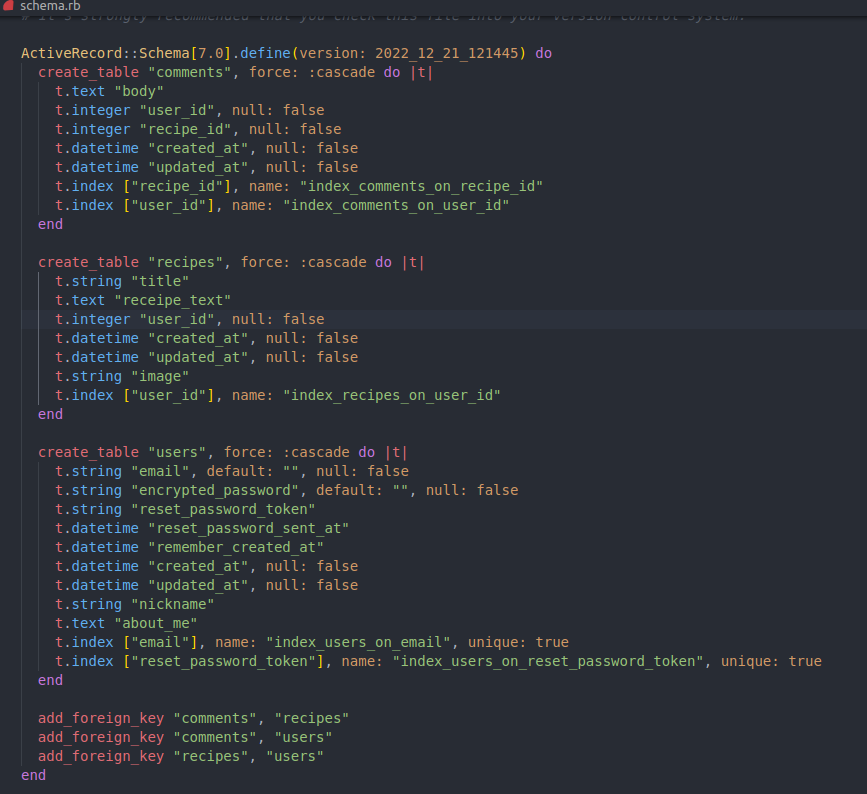 schema.rb
# It's strongly recommended that you check this file into your version control system.
ActiveRecord::Schema[7.0].define(version: 2022_12_21_121445) do
  create_table "comments", force: :cascade do |t|
    t.text "body"
    t.integer "user_id", null: false
    t.integer "recipe_id", null: false
    t.datetime "created_at", null: false
    t.datetime "updated_at", null: false
    t.index ["recipe_id"], name: "index_comments_on_recipe_id"
    t.index ["user_id"], name: "index_comments_on_user_id"
  end
  create_table "recipes", force: :cascade do |t|
    t.string "title"
    t.text "receipe_text"
    t.integer "user_id", null: false
    t.datetime "created_at", null: false
    t.datetime "updated_at", null: false
    t.string "image"
    t.index ["user_id"], name: "index_recipes_on_user_id"
  end
  create_table "users", force: :cascade do |t|
    t.string "email", default: "", null: false
    t.string "encrypted_password", default: "", null: false
    t.string "reset_password_token"
    t.datetime "reset_password_sent_at"
    t.datetime "remember_created_at"
    t.datetime "created_at", null: false
    t.datetime "updated_at", null: false
    t.string "nickname"
    t.text "about_me"
    t.index ["email"], name: "index_users_on_email", unique: true
    t.index ["reset_password_token"], name: "index_users_on_reset_password_token", unique: true
  end
  add_foreign_key "comments", "recipes"
  add_foreign_key "comments", "users"
  add_foreign_key "recipes", "users"
end